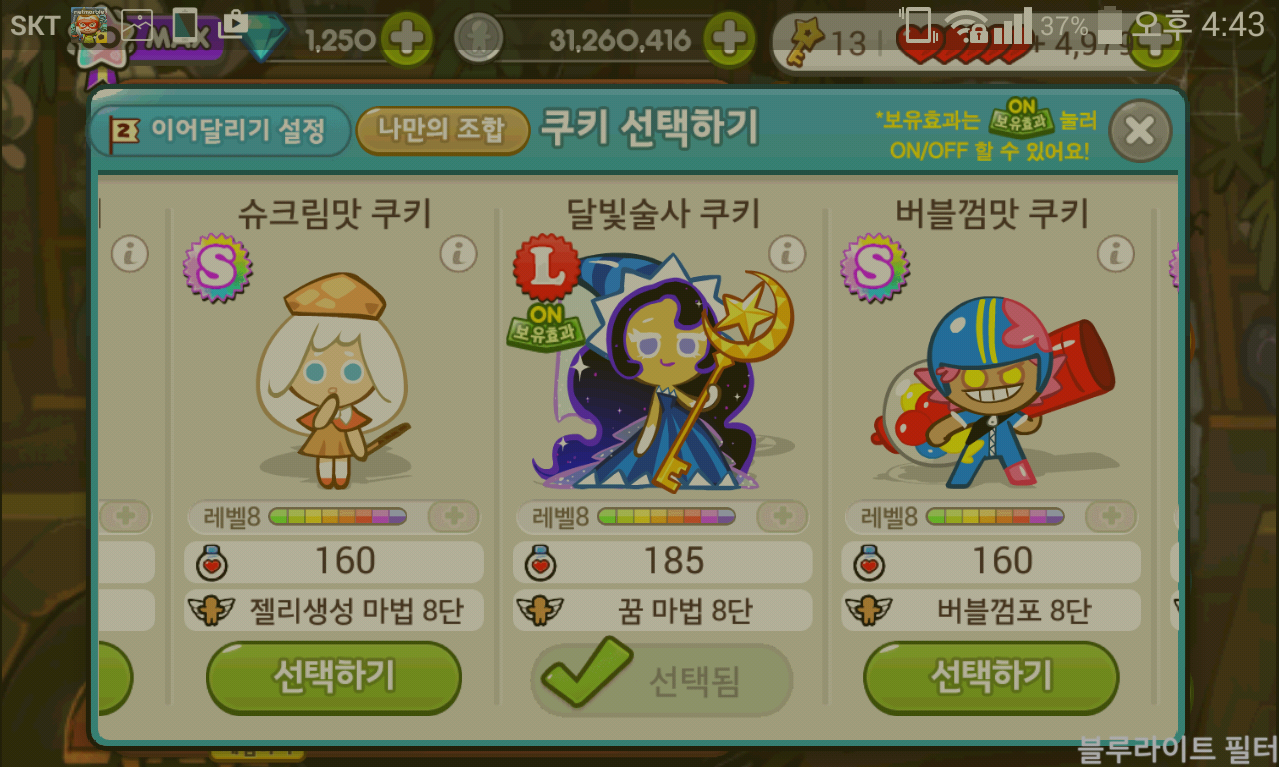 SKT
37%
오후 4:43
MAX
1,250
31,260,416
13
+ 4,979
2 이어달리기 설정
나만의 조합
쿠키 선택하기
*보유효과는 ON 보유효과 눌러
ON/OFF 할 수 있어요!
슈크림맛 쿠키
S
레벨8
160
젤리생성 마법 8단
선택하기
달빛술사 쿠키
L
ON
보유효과
레벨8
185
꿈 마법 8단
선택됨
버블껌맛 쿠키
S
레벨8
160
버블껌포 8단
선택하기
블루라이트 필터